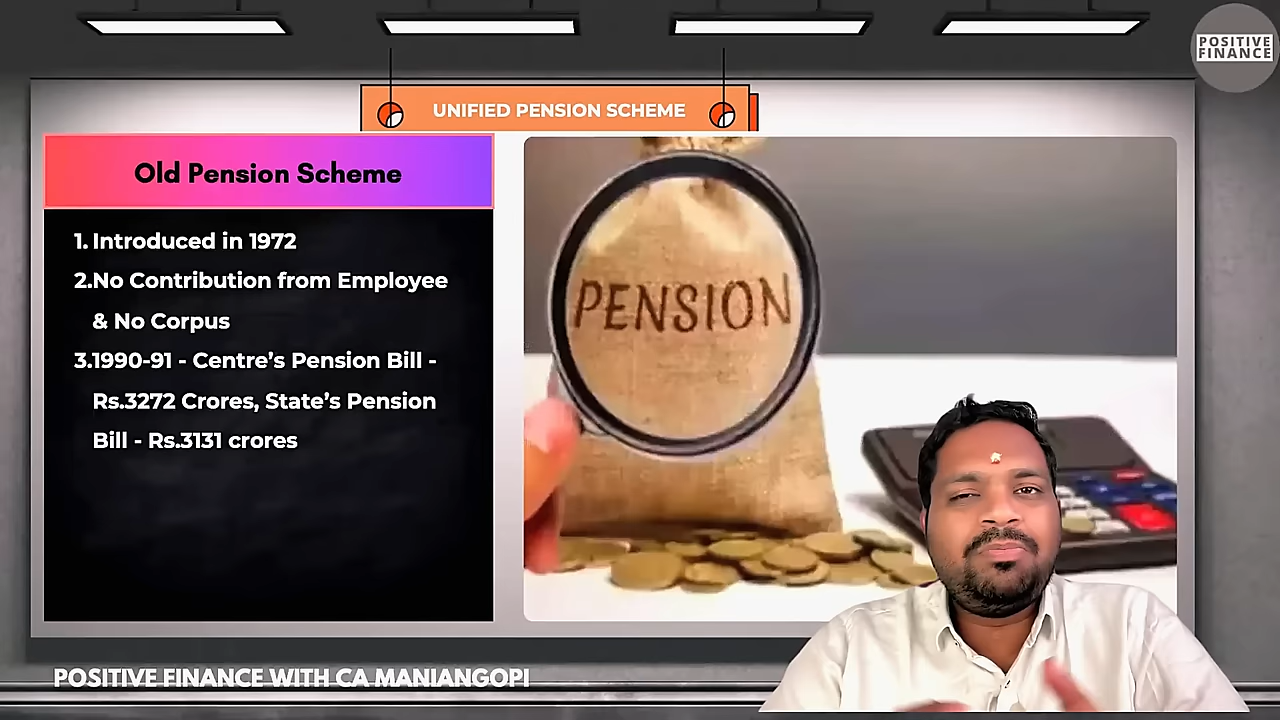 POSITIVE
FINANCE
UNIFIED PENSION SCHEME
Old Pension Scheme
1. Introduced in 1972
2.No Contribution from Employee
& No Corpus
3.1990-91 - Centre's Pension Bill -
Rs.3272 Crores, State's Pension
Bill - Rs.3131 crores
PENSION
POSITIVE FINANCE WITH CA MANIANGOPI